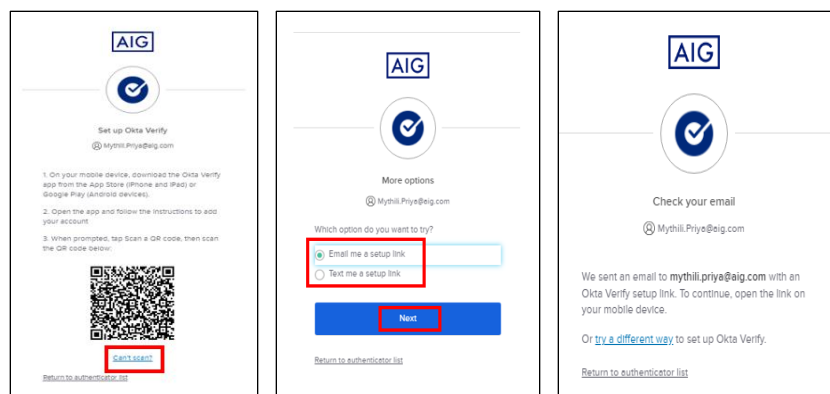 AIG
Set up Okta Verify
Mythili.Priya@aig.com
1. On your mobile device, download the Okta Verify
app from the App Store (iPhone and iPad) or
Google Play (Android devices).
2. Open the app and follow the instructions to add
your account
3. When prompted, tap Scan a QR code, then scan
the QR code below.
Can't scan?
Return to authenticator list
AIG
More options
Mythili.Priya@aig.com
Which option do you want to try?
Email me a setup link
Text me a setup link
Next
Return to authenticator list
AIG
Check your email
Mythili.Priya@aig.com
We sent an email to mythili.priya@aig.com with an
Okta Verify setup link. To continue, open the link on
your mobile device.
Or try a different way to set up Okta Verify.
Return to authenticator list